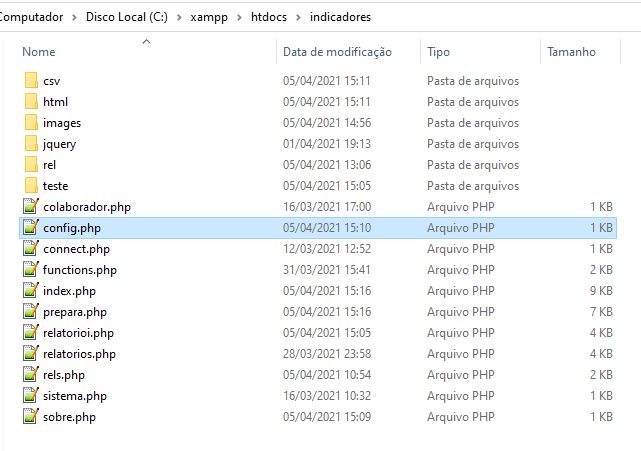 Computador > Disco Local (C:) > xampp > htdocs > indicadores
Nome Data de modificação Tipo Tamanho
csv 05/04/2021 15:11 Pasta de arquivos
html 05/04/2021 15:11 Pasta de arquivos
images 05/04/2021 14:56 Pasta de arquivos
jquery 01/04/2021 19:13 Pasta de arquivos
rel 05/04/2021 13:06 Pasta de arquivos
teste 05/04/2021 15:05 Pasta de arquivos
colaborador.php 16/03/2021 17:00 Arquivo PHP 1 KB
config.php 05/04/2021 15:10 Arquivo PHP 1 KB
connect.php 12/03/2021 12:52 Arquivo PHP 1 KB
functions.php 31/03/2021 15:41 Arquivo PHP 2 KB
index.php 05/04/2021 15:16 Arquivo PHP 9 KB
prepara.php 05/04/2021 15:16 Arquivo PHP 7 KB
relatorioi.php 05/04/2021 15:05 Arquivo PHP 4 KB
relatorios.php 28/03/2021 23:58 Arquivo PHP 4 KB
rels.php 05/04/2021 10:54 Arquivo PHP 2 KB
sistema.php 16/03/2021 10:32 Arquivo PHP 1 KB
sobre.php 05/04/2021 15:09 Arquivo PHP 1 KB